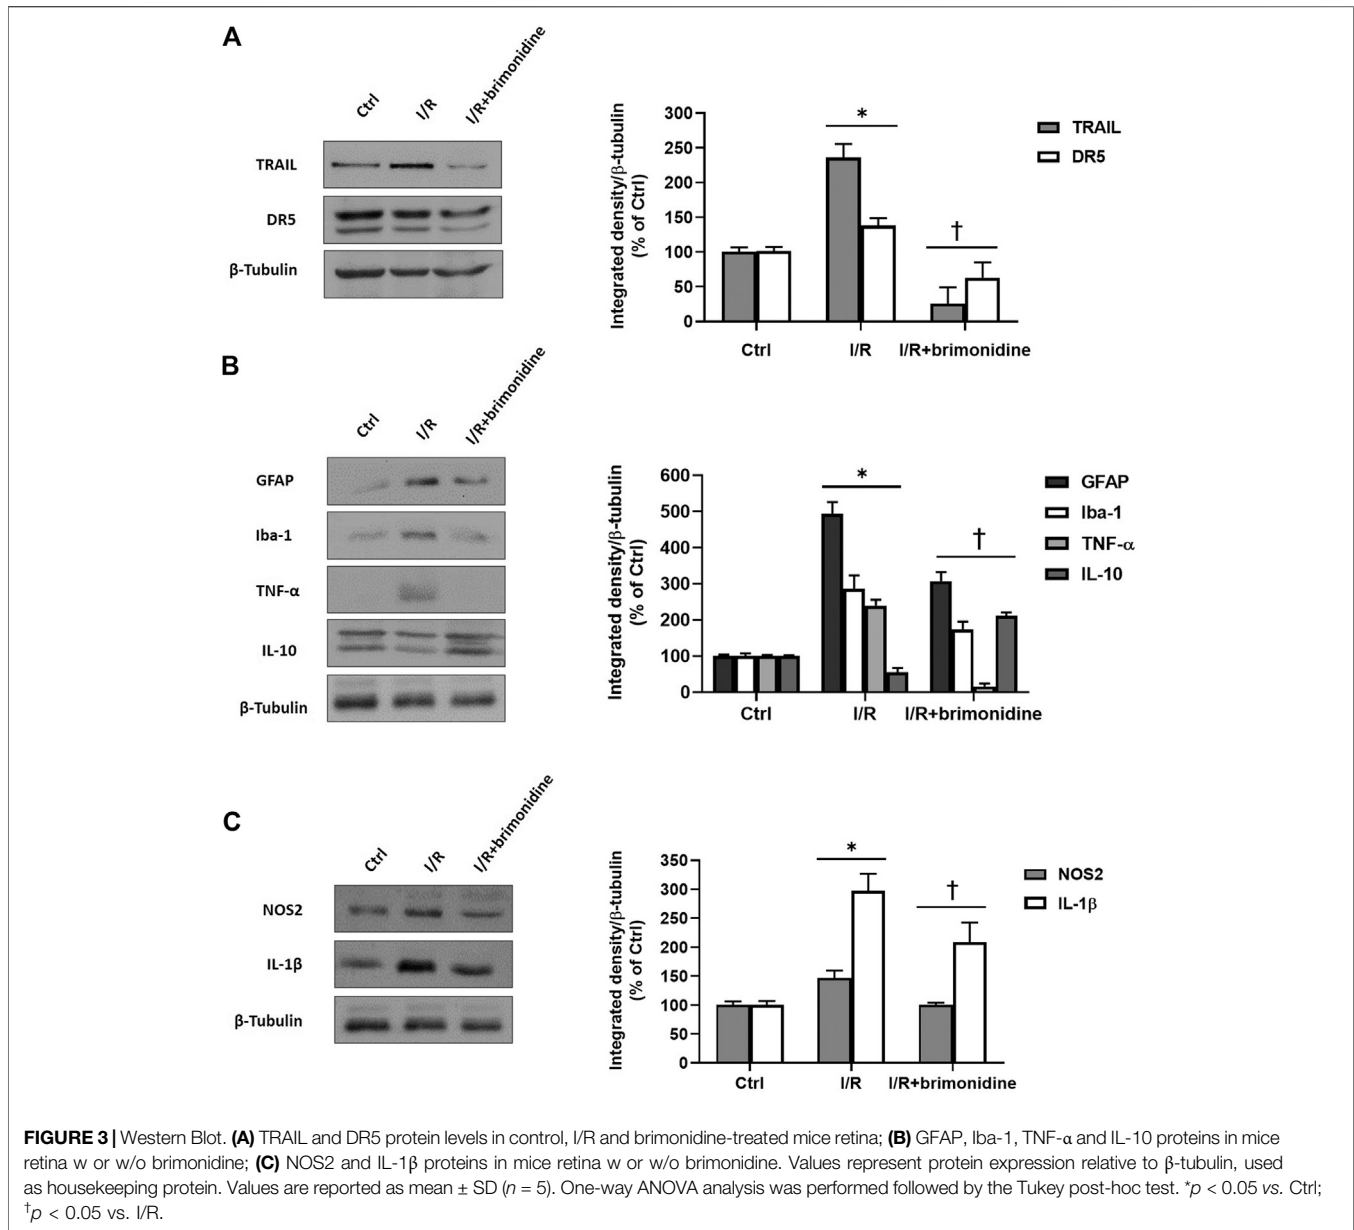 A
Ctrl
I/R
I/R+brimonidine
TRAIL
DR5
β-Tubulin
Integrated density/β-tubulin
(% of Ctrl)
300
250
200
150
100
50
0
*
†
Ctrl
I/R
I/R+brimonidine
TRAIL
DR5
B
Ctrl
I/R
I/R+brimonidine
GFAP
Iba-1
TNF-α
IL-10
β-Tubulin
Integrated density/β-tubulin
(% of Ctrl)
600
500
400
300
200
100
0
*
†
Ctrl
I/R
I/R+brimonidine
GFAP
Iba-1
TNF-α
IL-10
C
Ctrl
I/R
I/R+brimonidine
NOS2
IL-1β
β-Tubulin
Integrated density/β-tubulin
(% of Ctrl)
350
300
250
200
150
100
50
0
*
†
Ctrl
I/R
I/R+brimonidine
NOS2
IL-1β
FIGURE 3 | Western Blot. (A) TRAIL and DR5 protein levels in control, I/R and brimonidine-treated mice retina; (B) GFAP, Iba-1, TNF-α and IL-10 proteins in mice
retina w or w/o brimonidine; (C) NOS2 and IL-1β proteins in mice retina w or w/o brimonidine. Values represent protein expression relative to β-tubulin, used
as housekeeping protein. Values are reported as mean ± SD (n = 5). One-way ANOVA analysis was performed followed by the Tukey post-hoc test. *p < 0.05 vs. Ctrl;
†p < 0.05 vs. I/R.